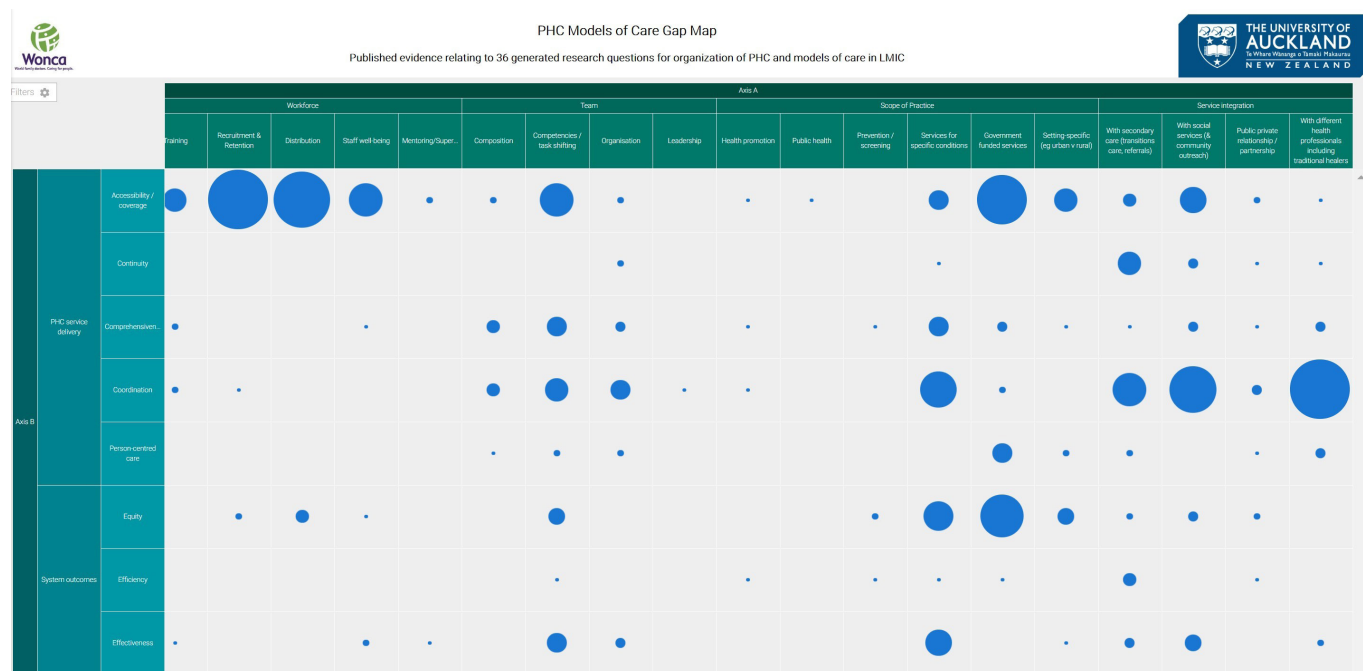 PHC Models of Care Gap Map
Wonca
World family doctors. Caring for people.
Published evidence relating to 36 generated research questions for organization of PHC and models of care in LMIC
THE UNIVERSITY OF
AUCKLAND
Te Whare Wānanga o Tāmaki Makaurau
NEW ZEALAND
Filters
Axis A
Workforce
Team
Scope of Practice
Service integration
Training
Recruitment &
Retention
Distribution
Staff well-being
Mentoring/Super...
Composition
Competencies /
task shifting
Organisation
Leadership
Health promotion
Public health
Prevention /
screening
Services for
specific conditions
Government
funded services
Setting-specific
(eg urban v rural)
With secondary
care (transitions
care, referrals)
With social
services (&
community
outreach)
Public private
relationship /
partnership
With different
health
professionals
including
traditional healers
Axis B
PHC service
delivery
Accessibility /
coverage
Continuity
Comprehensiven...
Coordination
Person-centred
care
System outcomes
Equity
Efficiency
Effectiveness